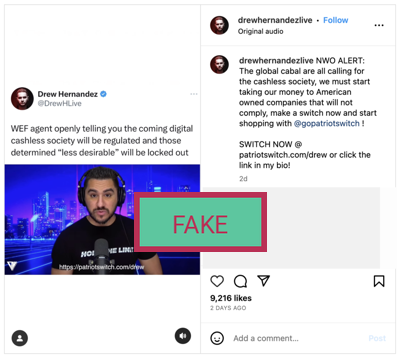 drewhernandezlive • Follow
Original audio
drewhernandezlive NWO ALERT:
The global cabal are all calling for
the cashless society, we must start
taking our money to American
owned companies that will not
comply, make a switch now and start
shopping with @gopatriotswitch !
SWITCH NOW @
patriotswitch.com/drew or click the
link in my bio!
2d
Drew Hernandez
@DrewHLive
WEF agent openly telling you the coming digital
cashless society will be regulated and those
determined “less desirable” will be locked out
https://patriotswitch.com/drew
FAKE
9,216 likes
2 DAYS AGO
Add a comment...
Post